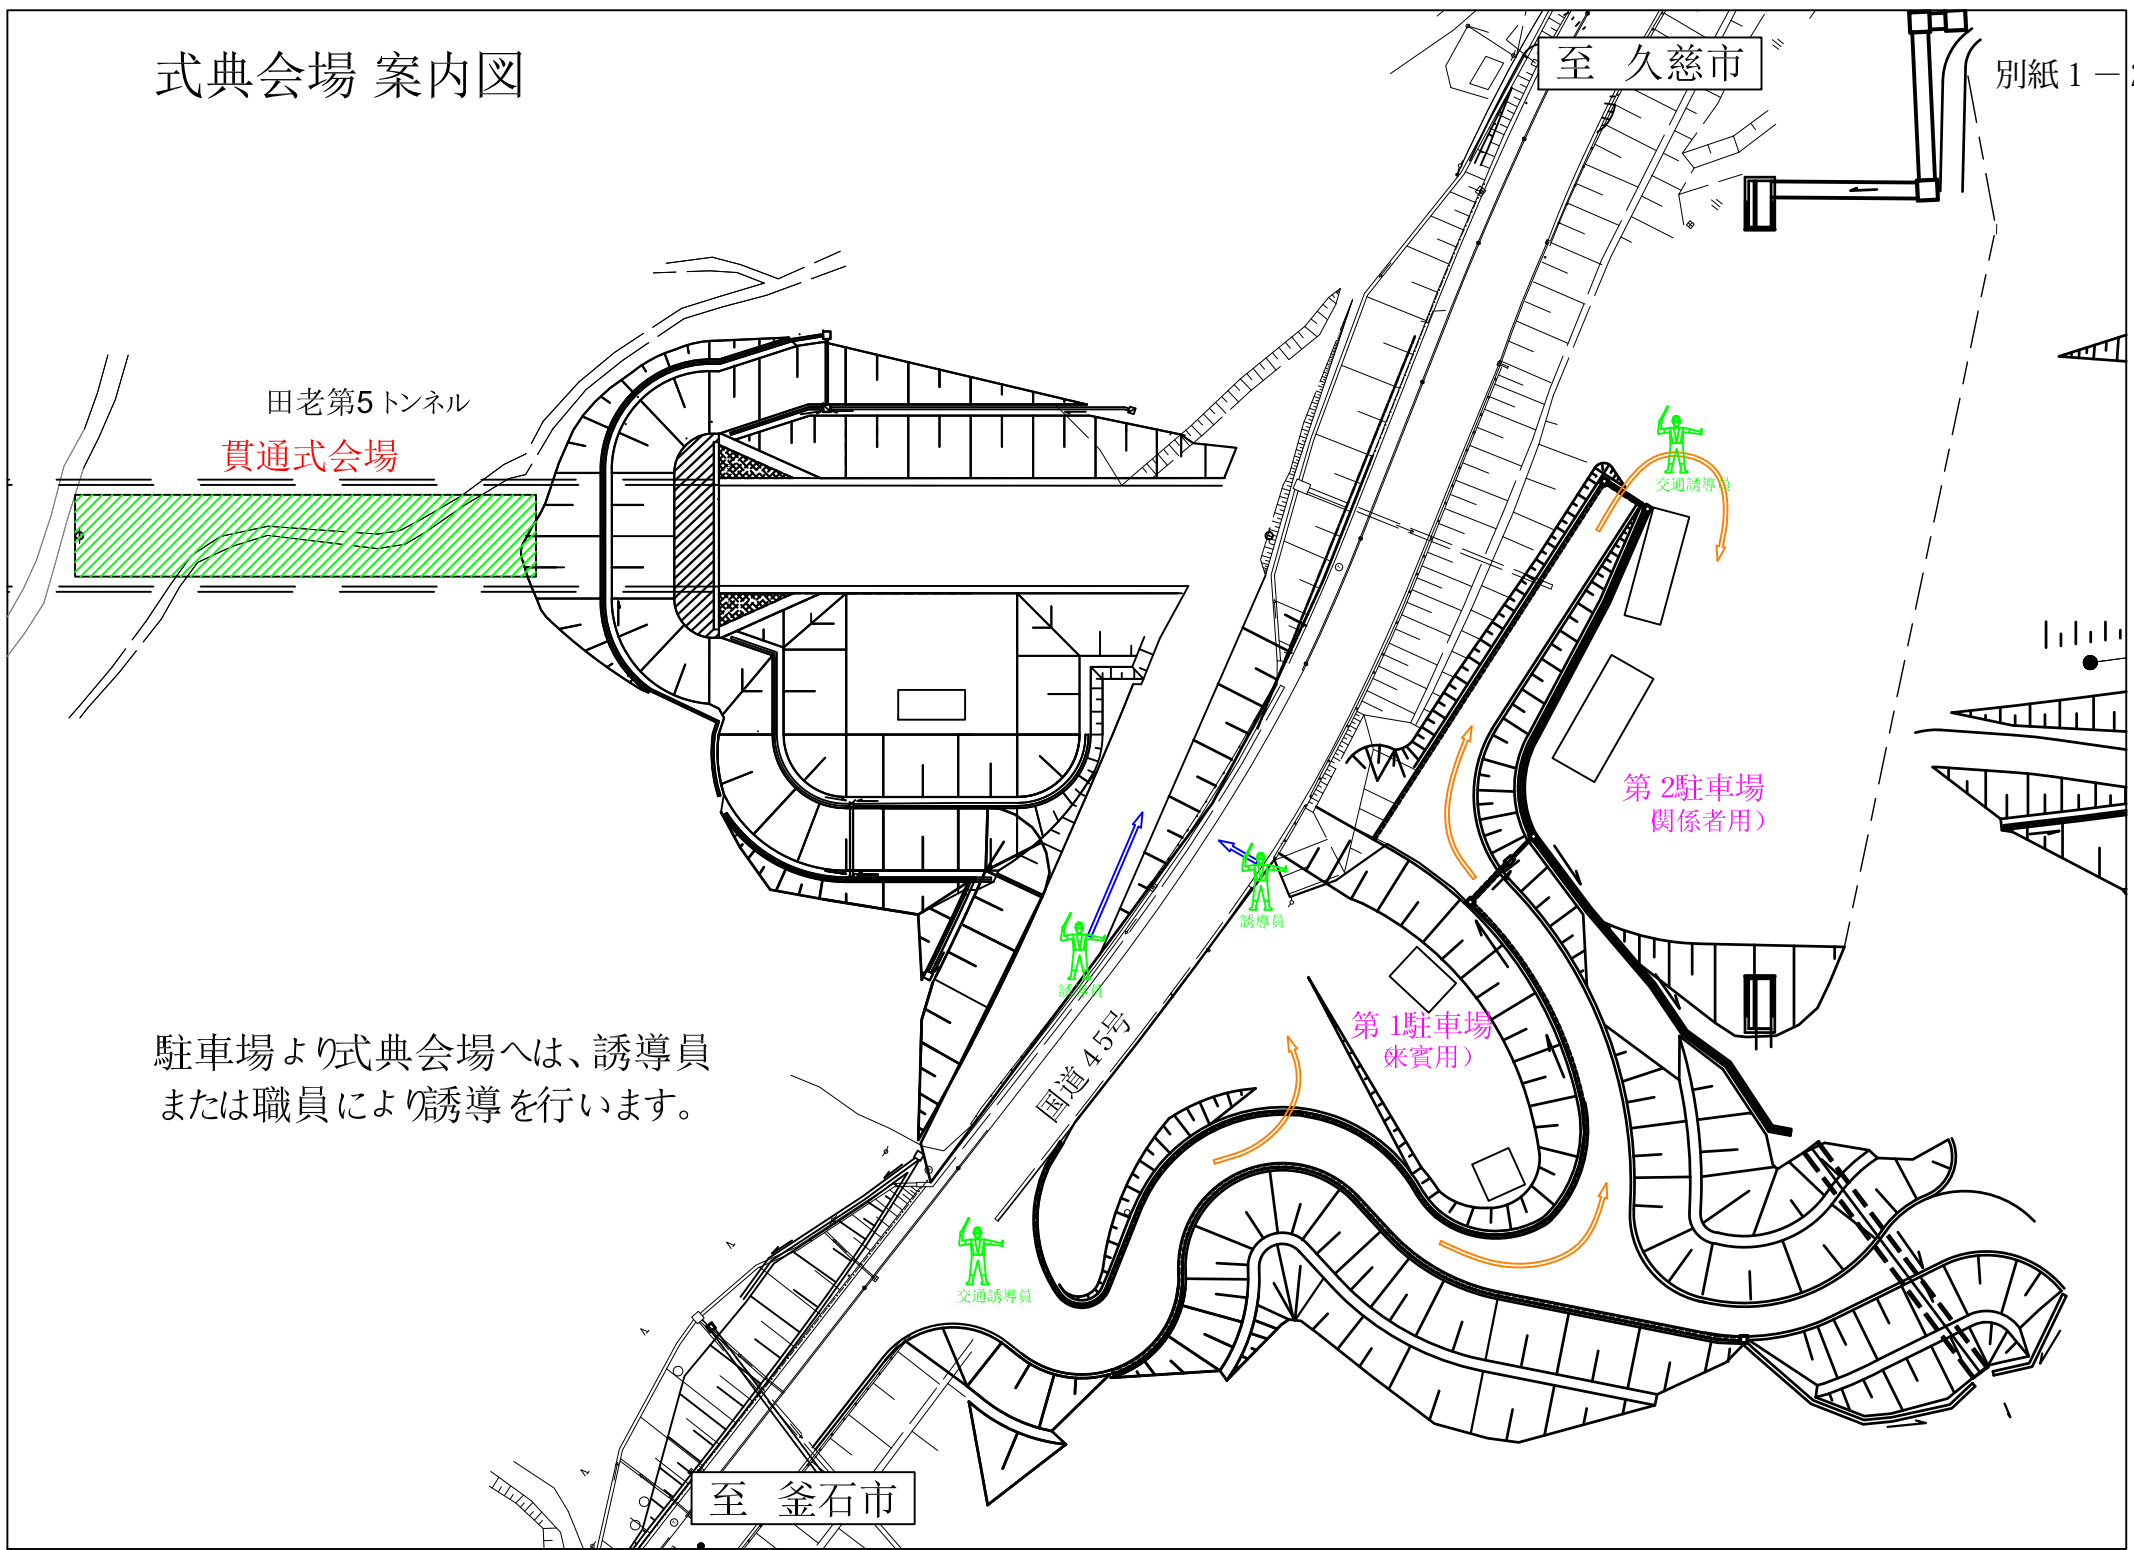 式典会場 案内図
至 久慈市
別紙1－
田老第5トンネル
貫通式会場
交通誘導員
第2駐車場
(関係者用)
誘導員
誘導員
第1駐車場
(来賓用)
国道45号
駐車場より式典会場へは、誘導員
または職員により誘導を行います。
交通誘導員
至 釜石市